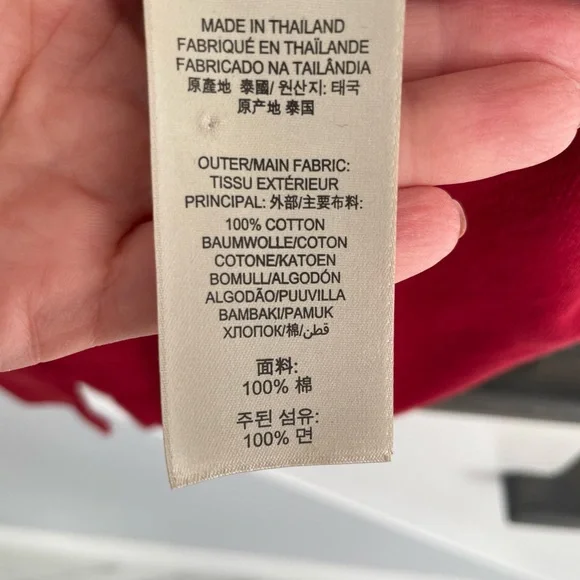 MADE IN THAILAND
FABRIQUÉ EN THAÏLANDE
FABRICADO NA TAILÂNDIA
原產地 泰國/ 원산지: 태국
原产地 泰国
OUTER/MAIN FABRIC:
TISSU EXTÉRIEUR
PRINCIPAL: 外部/主要布料:
100% COTTON
BAUMWOLLE/COTON
COTONE/KATOEN
BOMULL/ALGODÓN
ALGODÃO/PUUVILLA
BAMBAKI/PAMUK
ХЛОПОК/棉/قطن
面料:
100% 棉
주된 섬유:
100% 면